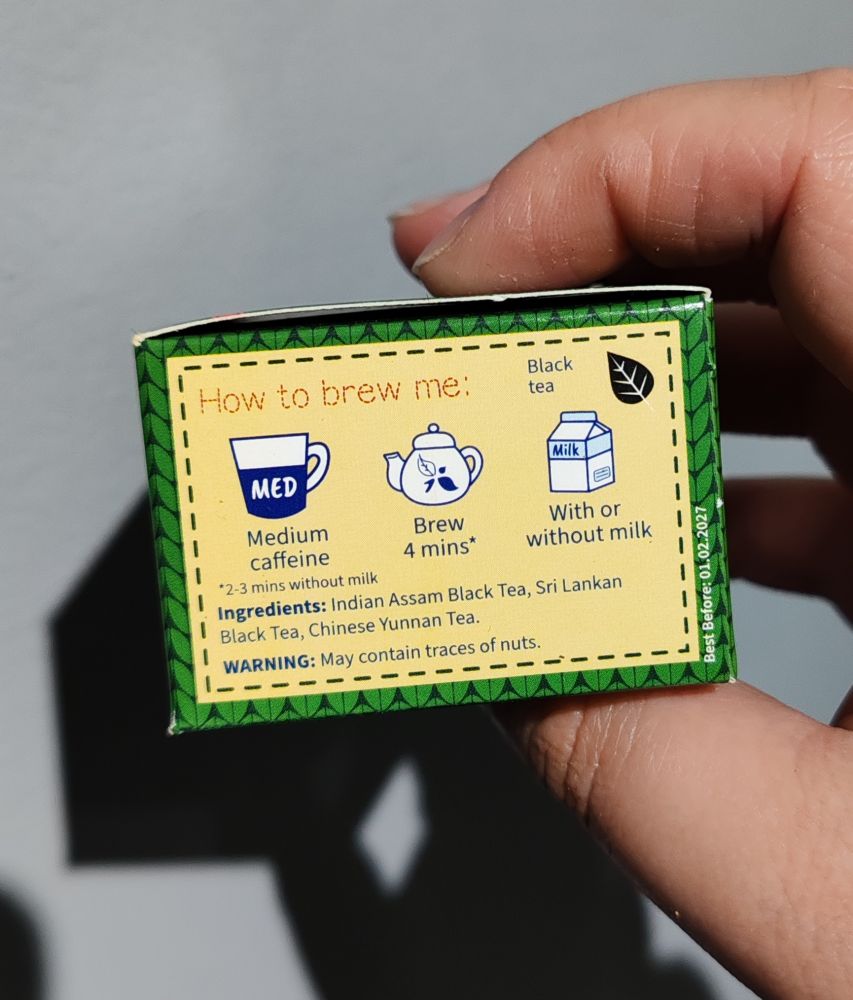 How to brew me:
Black
tea
MED
Medium
caffeine
Brew
4 mins*
Milk
With or
without milk
*2-3 mins without milk
Ingredients: Indian Assam Black Tea, Sri Lankan
Black Tea, Chinese Yunnan Tea.
WARNING: May contain traces of nuts.
Best Before: 01.02.2027